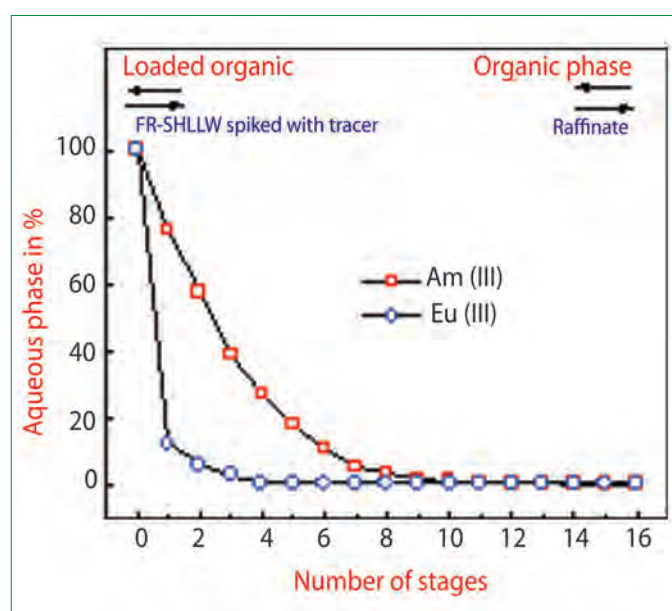 Loaded organic
Organic phase
FR-SHLLW spiked with tracer
Raffinate
Aqueous phase in %
100
80
60
40
20
0
Am (III)
Eu (III)
0 2 4 6 8 10 12 14 16
Number of stages